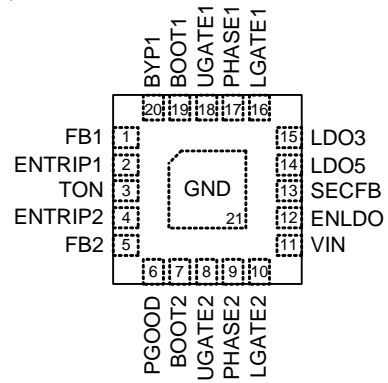 BYP1
BOOT1
UGATE1
PHASE1
LGATE1
20 19 18 17 16
FB1 1 15 LDO3
ENTRIP1 2 14 LDO5
TON 3 GND 13 SECFB
ENTRIP2 4 21 12 ENLDO
FB2 5 11 VIN
6 7 8 9 10
PGOOD
BOOT2
UGATE2
PHASE2
LGATE2